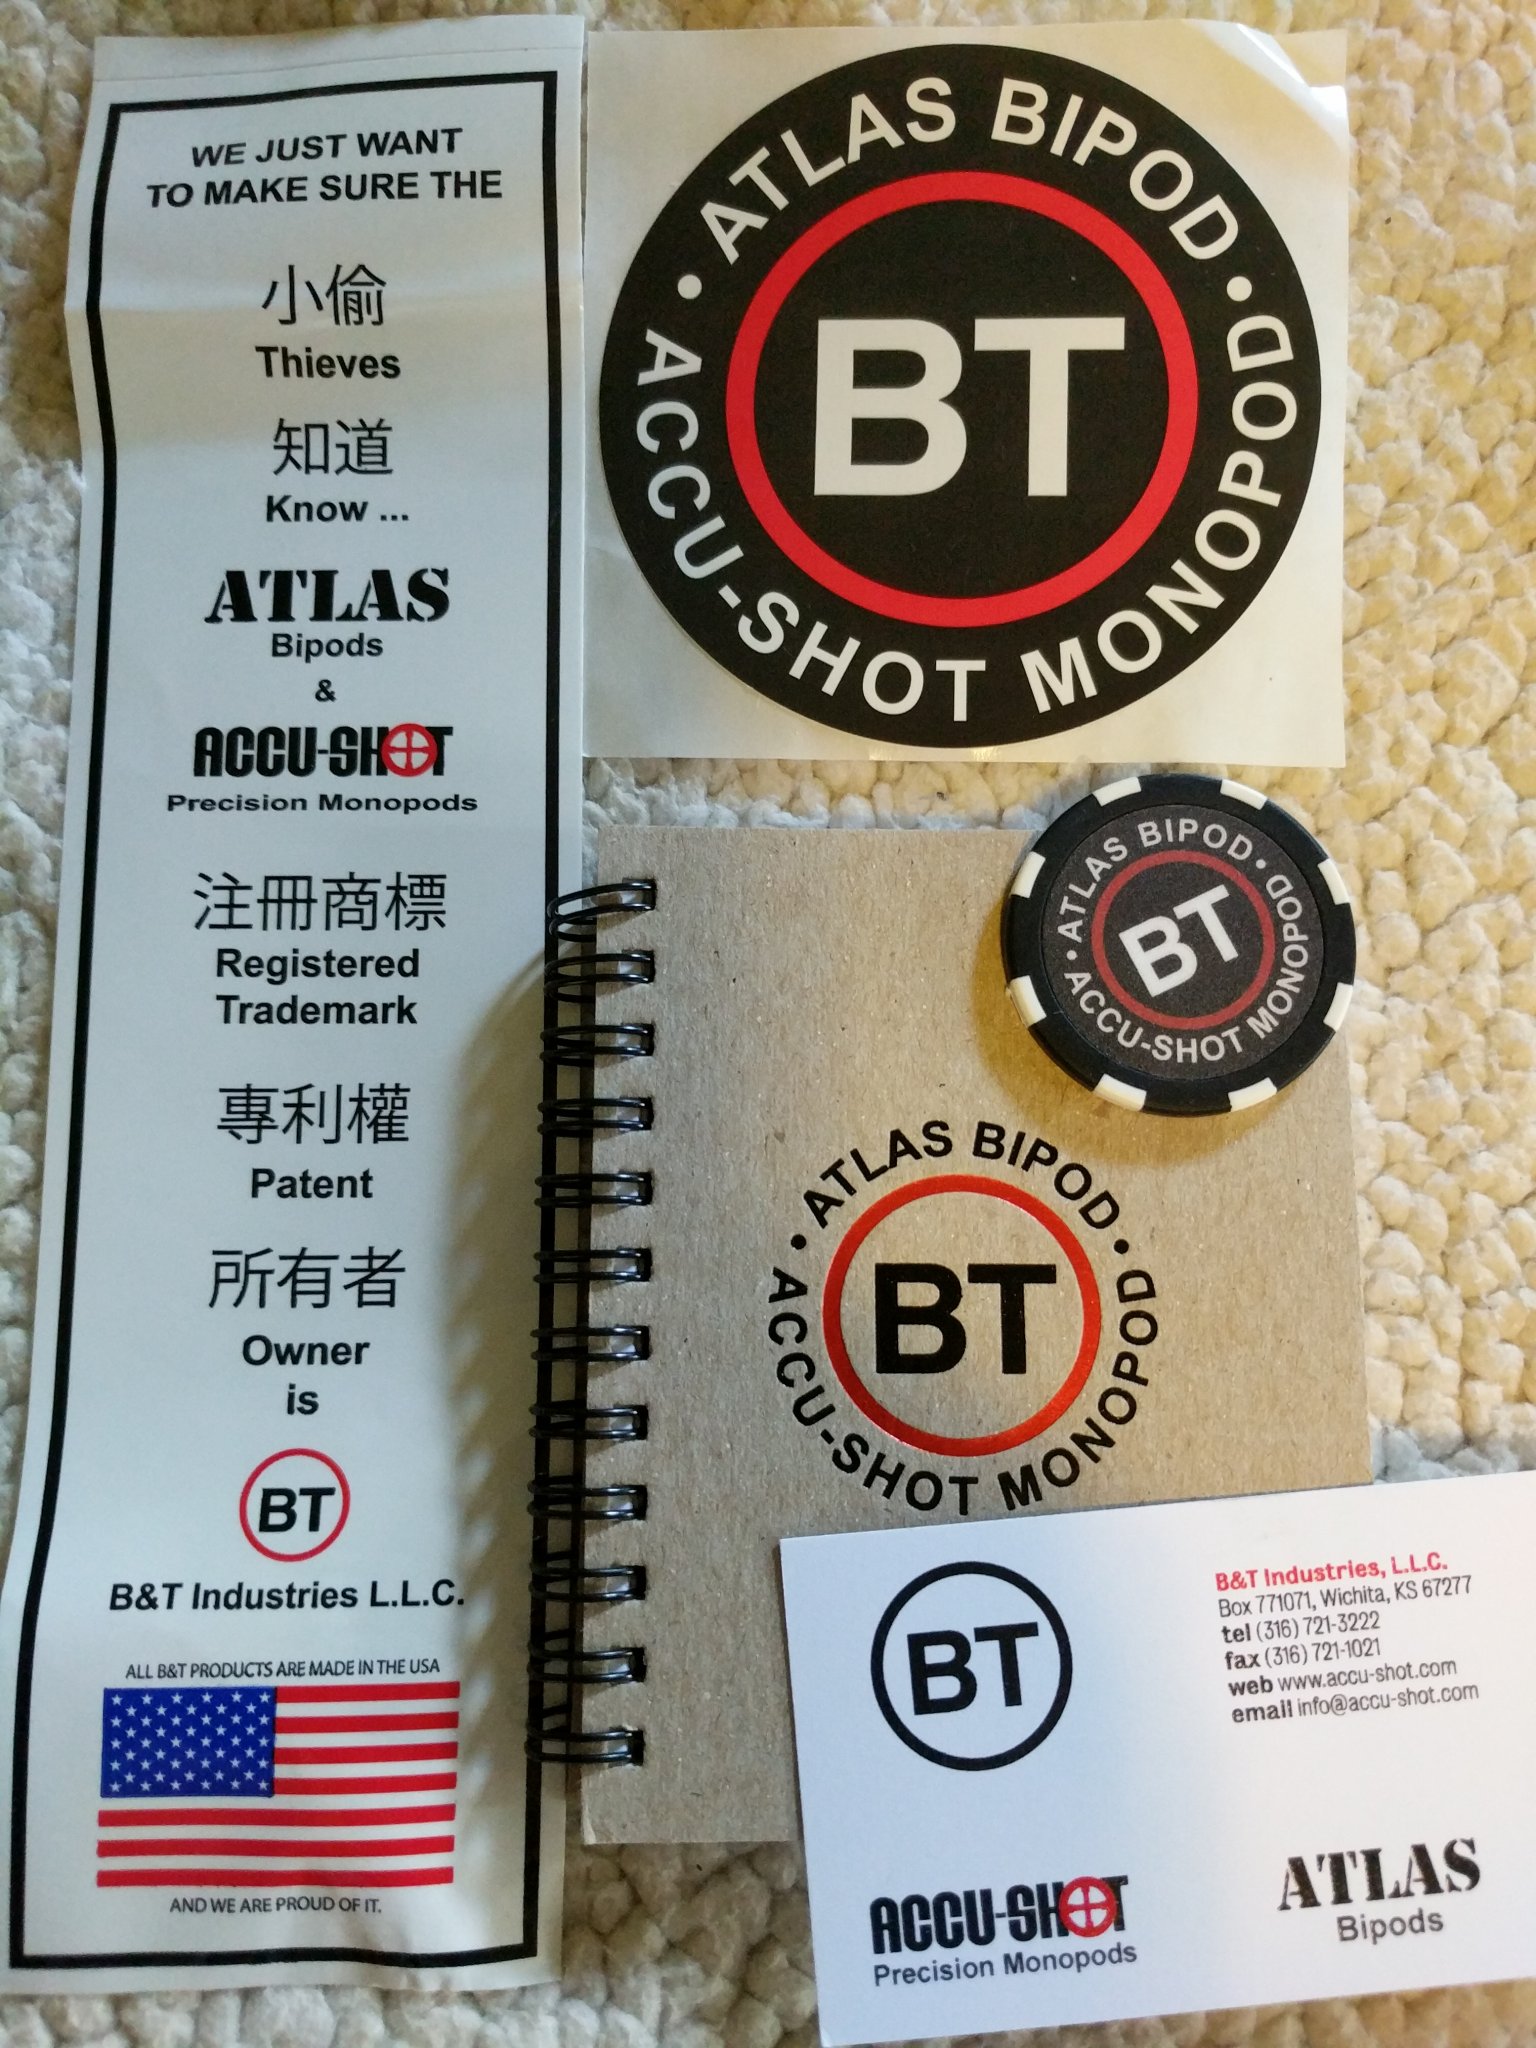 WE JUST WANT
TO MAKE SURE THE
小偷
Thieves
知道
Know ...
ATLAS
Bipods
&
ACCU-SHOT
Precision Monopods
注冊商標
Registered
Trademark
專利權
Patent
所有者
Owner
is
BT
B&T Industries L.L.C.
ALL B&T PRODUCTS ARE MADE IN THE USA
AND WE ARE PROUD OF IT.
• ATLAS BIPOD •
BT
ACCU-SHOT MONOPOD
• ATLAS BIPOD •
BT
ACCU-SHOT MONOPOD
• ATLAS BIPOD •
BT
ACCU-SHOT MONOPOD
BT
B&T Industries, L.L.C.
Box 771071, Wichita, KS 67277
tel (316) 721-3222
fax (316) 721-1021
web www.accu-shot.com
email info@accu-shot.com
ACCU-SHOT
Precision Monopods
ATLAS
Bipods